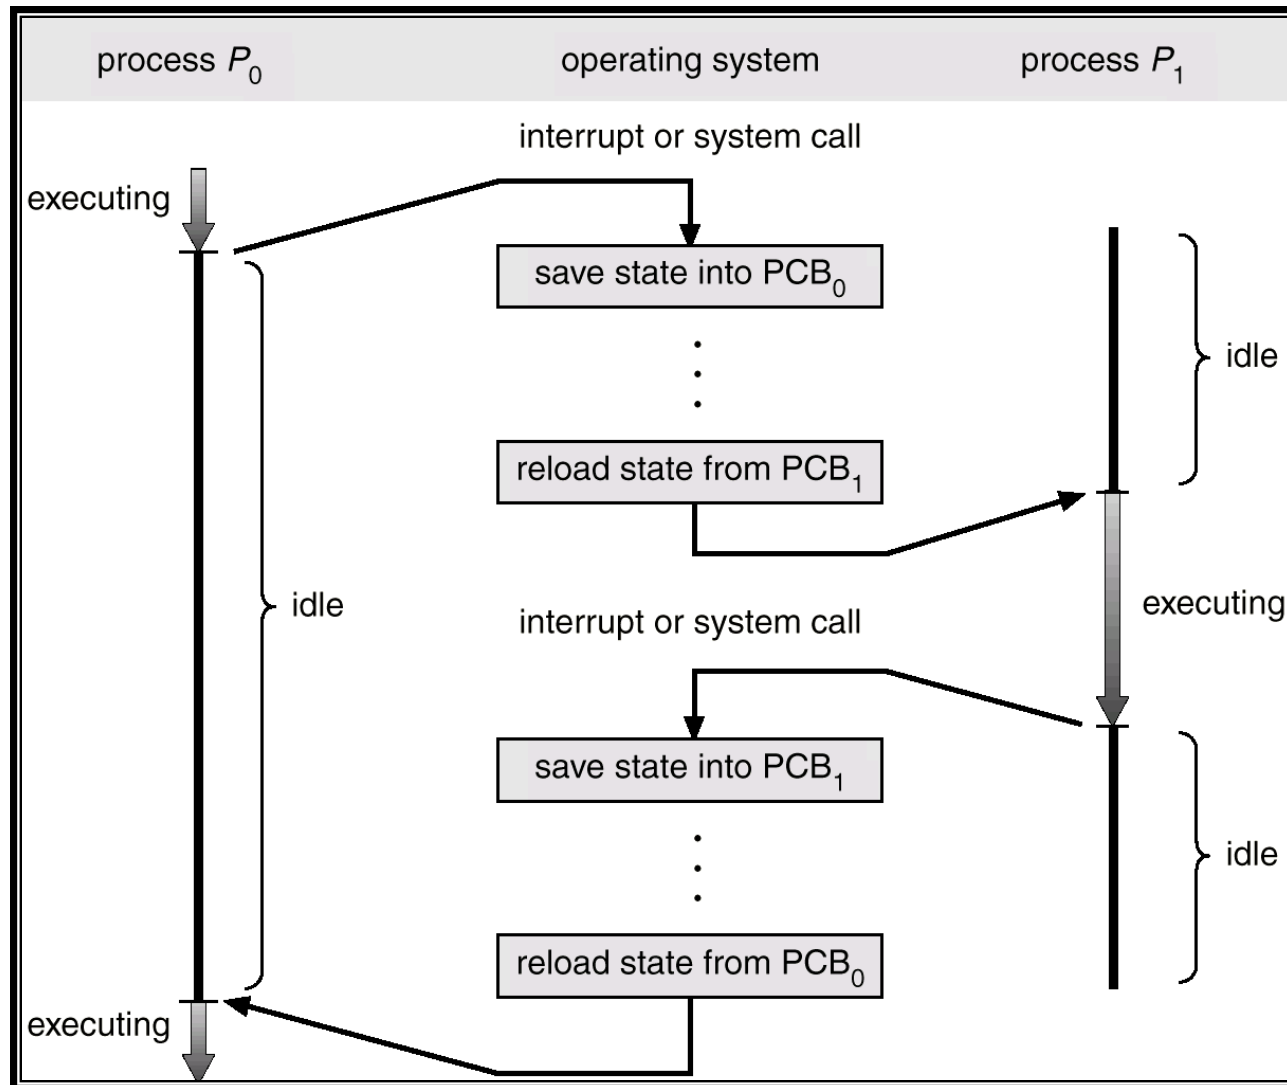 process P0
operating system
process P1
interrupt or system call
executing
save state into PCB0
idle
reload state from PCB1
idle
executing
interrupt or system call
save state into PCB1
idle
reload state from PCB0
executing